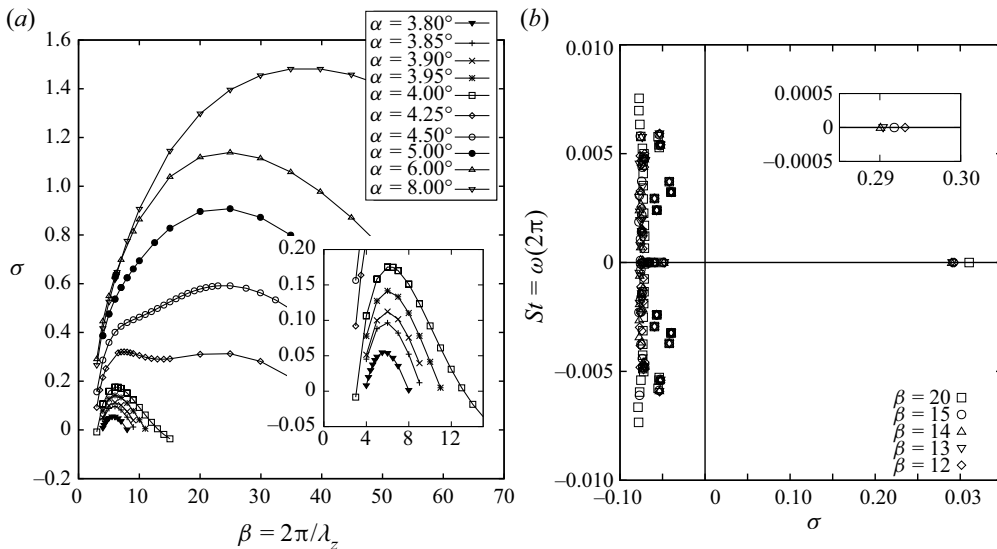 (a)
1.6
1.4
1.2
1.0
0.8
σ
0.6
0.4
0.2
0
−0.2
0
10
20
30
40
50
60
70
β = 2π/λz
α = 3.80°
α = 3.85°
α = 3.90°
α = 3.95°
α = 4.00°
α = 4.25°
α = 4.50°
α = 5.00°
α = 6.00°
α = 8.00°
0.20
0.15
0.10
0.05
0
−0.05
0
4
8
12
(b)
0.010
0.005
0
−0.005
−0.010
St = ω(2π)
−0.10
0
0.10
0.20
0.03
σ
0.0005
0
−0.0005
0.29
0.30
β = 20
β = 15
β = 14
β = 13
β = 12